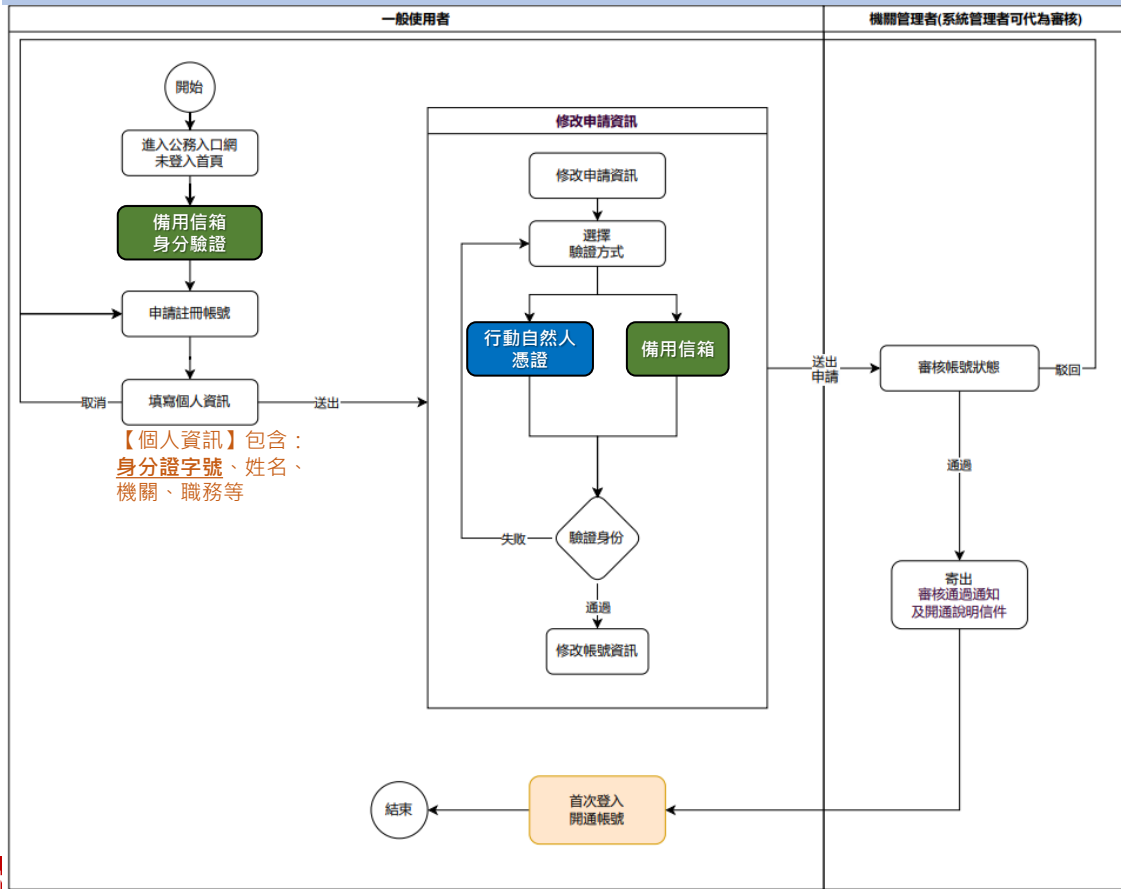 一般使用者
機關管理者(系統管理者可代為審核)
開始
進入公務入口網
未登入首頁
備用信箱
身分驗證
申請註冊帳號
取消
填寫個人資訊
送出
【個人資訊】包含：
身分證字號、姓名、
機關、職務等
修改申請資訊
修改申請資訊
選擇
驗證方式
行動自然人
憑證
備用信箱
驗證身份
失敗
通過
修改帳號資訊
送出
申請
審核帳號狀態
駁回
通過
寄出
審核通過通知
及開通說明信件
首次登入
開通帳號
結束